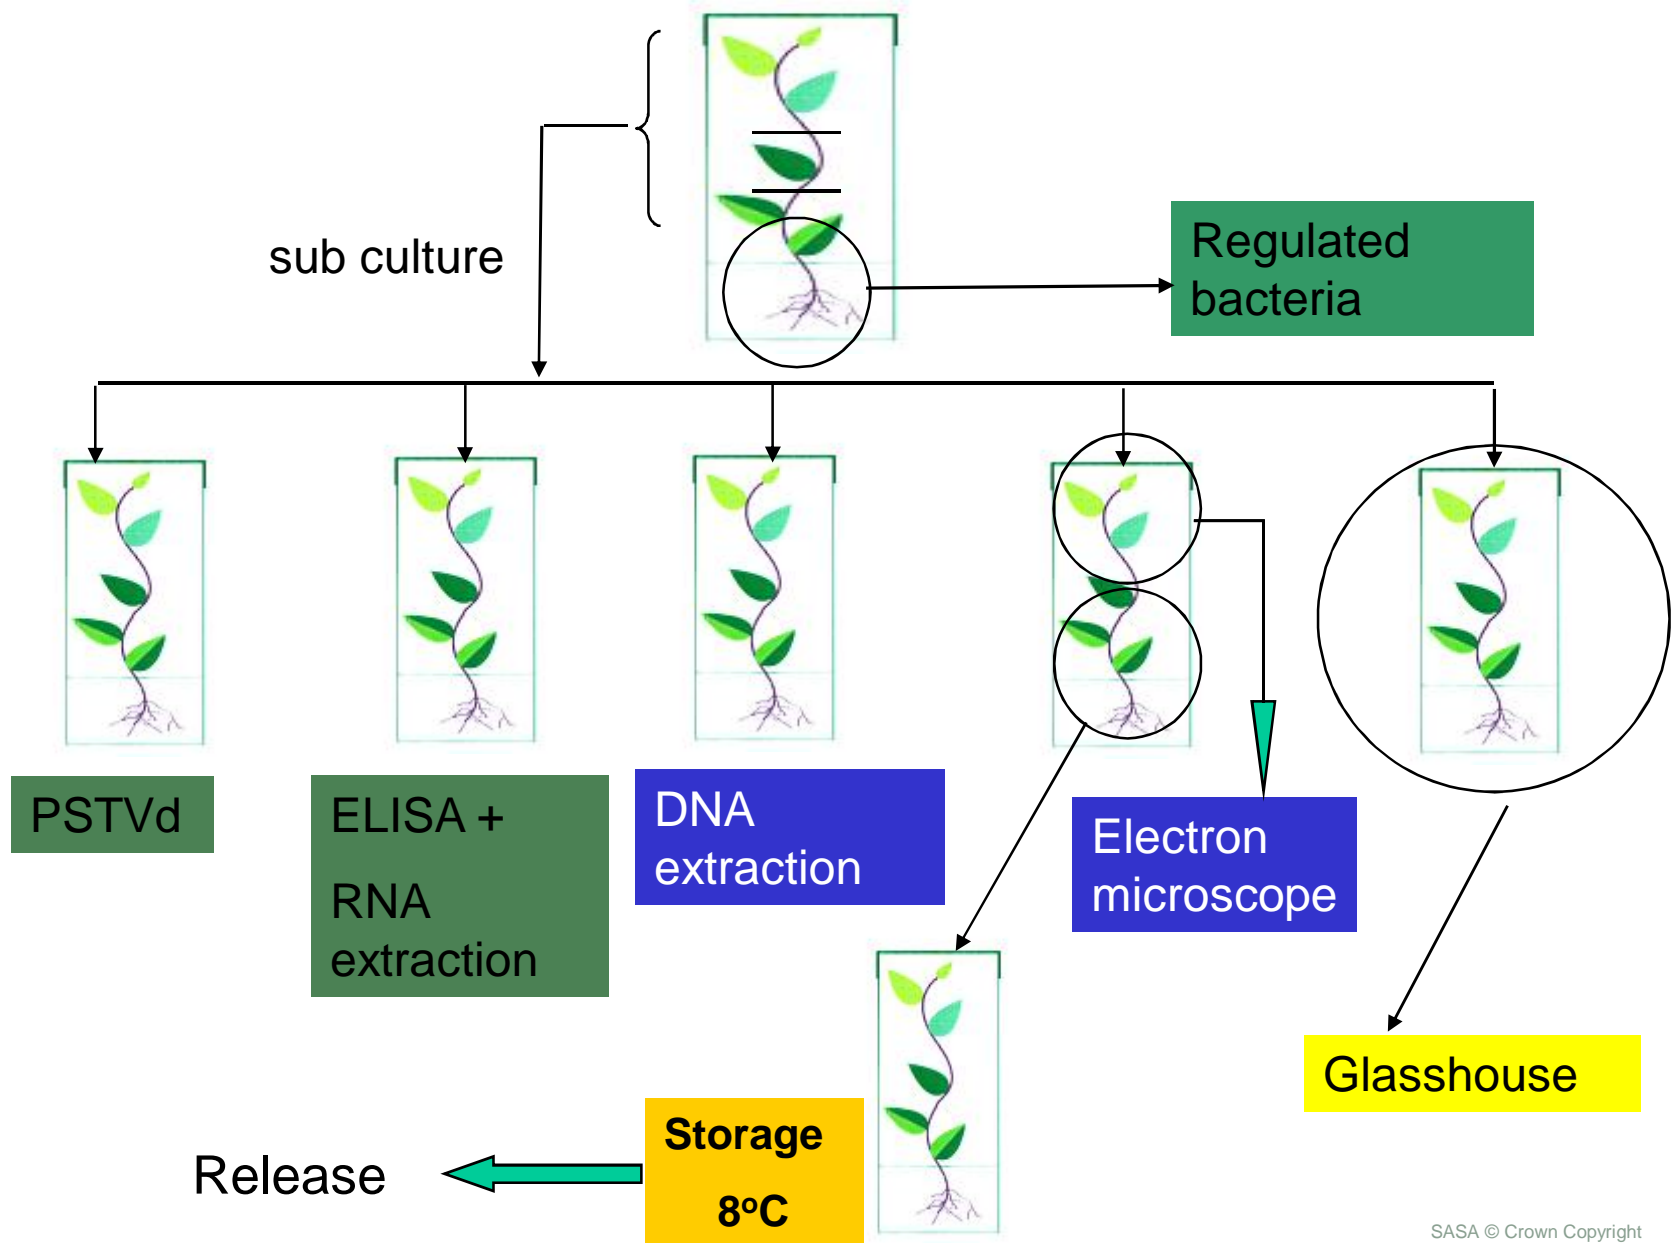 sub culture
Regulated
bacteria
PSTVd
ELISA +
RNA
extraction
DNA
extraction
Electron
microscope
Glasshouse
Storage
8ºC
Release
SASA © Crown Copyright